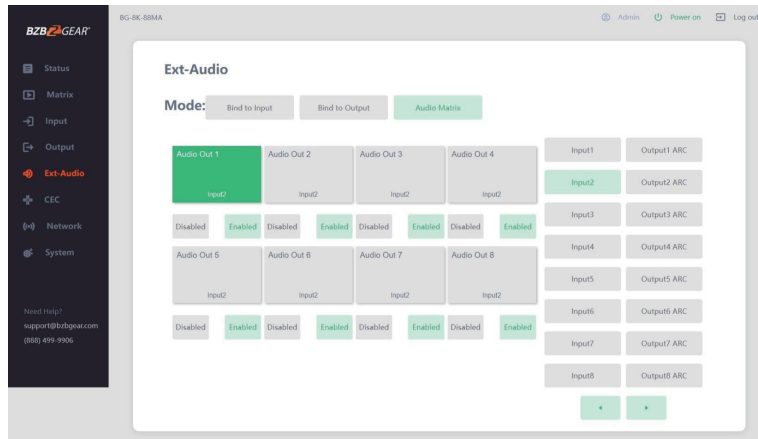 BG-8K-88MA
Admin Power on Log out
BZBGEAR
Status
Matrix
Input
Output
Ext-Audio
CEC
Network
System
Need Help?
support@bzbgear.com
(888) 499-9906
Ext-Audio
Mode: Bind to Input Bind to Output Audio Matrix
Audio Out 1 Audio Out 2 Audio Out 3 Audio Out 4
Input2 Input2 Input2 Input2
Disabled Enabled Disabled Enabled Disabled Enabled Disabled Enabled
Audio Out 5 Audio Out 6 Audio Out 7 Audio Out 8
Input2 Input2 Input2 Input2
Disabled Enabled Disabled Enabled Disabled Enabled Disabled Enabled
Input1 Output1 ARC
Input2 Output2 ARC
Input3 Output3 ARC
Input4 Output4 ARC
Input5 Output5 ARC
Input6 Output6 ARC
Input7 Output7 ARC
Input8 Output8 ARC